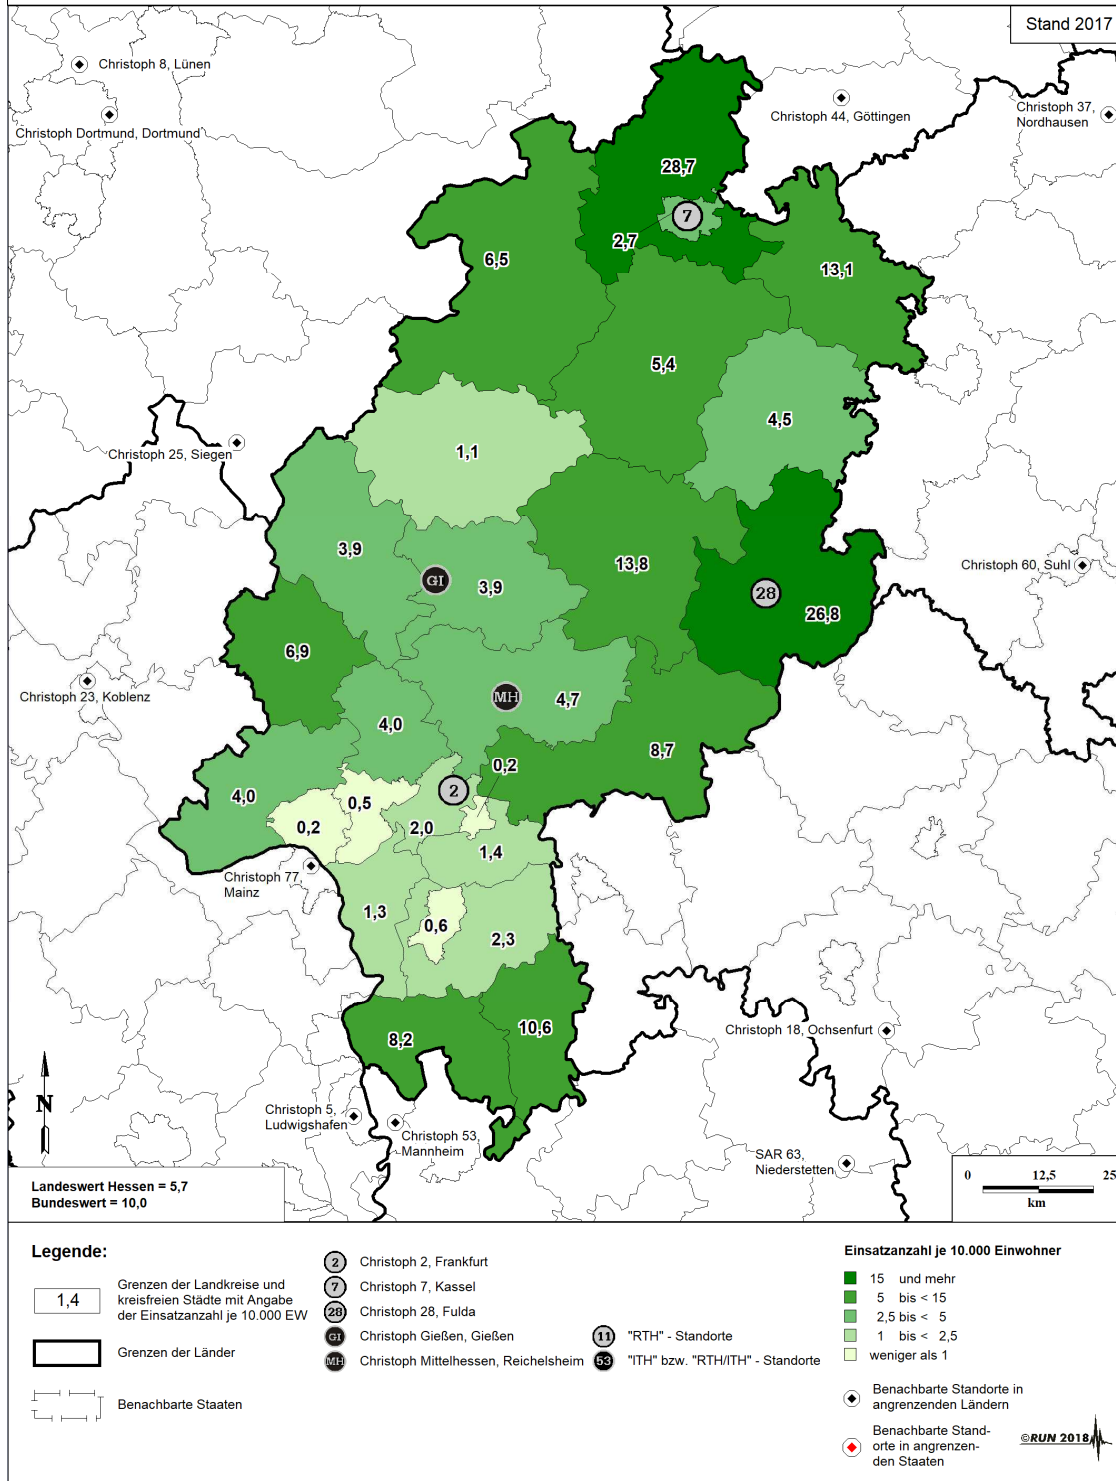 Stand 2017
Christoph 8, Lünen
Christoph Dortmund, Dortmund
Christoph 44, Göttingen
Christoph 37,
Nordhausen
28,7
7
2,7
6,5
13,1
5,4
4,5
Christoph 25, Siegen
1,1
3,9
GI
3,9
13,8
28
26,8
Christoph 60, Suhl
6,9
Christoph 23, Koblenz
MH
4,7
4,0
8,7
0,2
2
4,0
0,5
0,2
2,0
1,4
Christoph 77,
Mainz
1,3
0,6
2,3
10,6
8,2
Christoph 18, Ochsenfurt
N
Christoph 5,
Ludwigshafen
Christoph 53,
Mannheim
SAR 63,
Niederstetten
Landeswert Hessen = 5,7
Bundeswert = 10,0
0 12,5 25
km
Legende:
1,4
Grenzen der Landkreise und
kreisfreien Städte mit Angabe
der Einsatzanzahl je 10.000 EW
Grenzen der Länder
Benachbarte Staaten
2 Christoph 2, Frankfurt
7 Christoph 7, Kassel
28 Christoph 28, Fulda
GI Christoph Gießen, Gießen
MH Christoph Mittelhessen, Reichelsheim
11 "RTH" - Standorte
53 "ITH" bzw. "RTH/ITH" - Standorte
Einsatzanzahl je 10.000 Einwohner
15 und mehr
5 bis < 15
2,5 bis < 5
1 bis < 2,5
weniger als 1
Benachbarte Standorte in
angrenzenden Ländern
Benachbarte Stand-
orte in angrenzen-
den Staaten
©RUN 2018